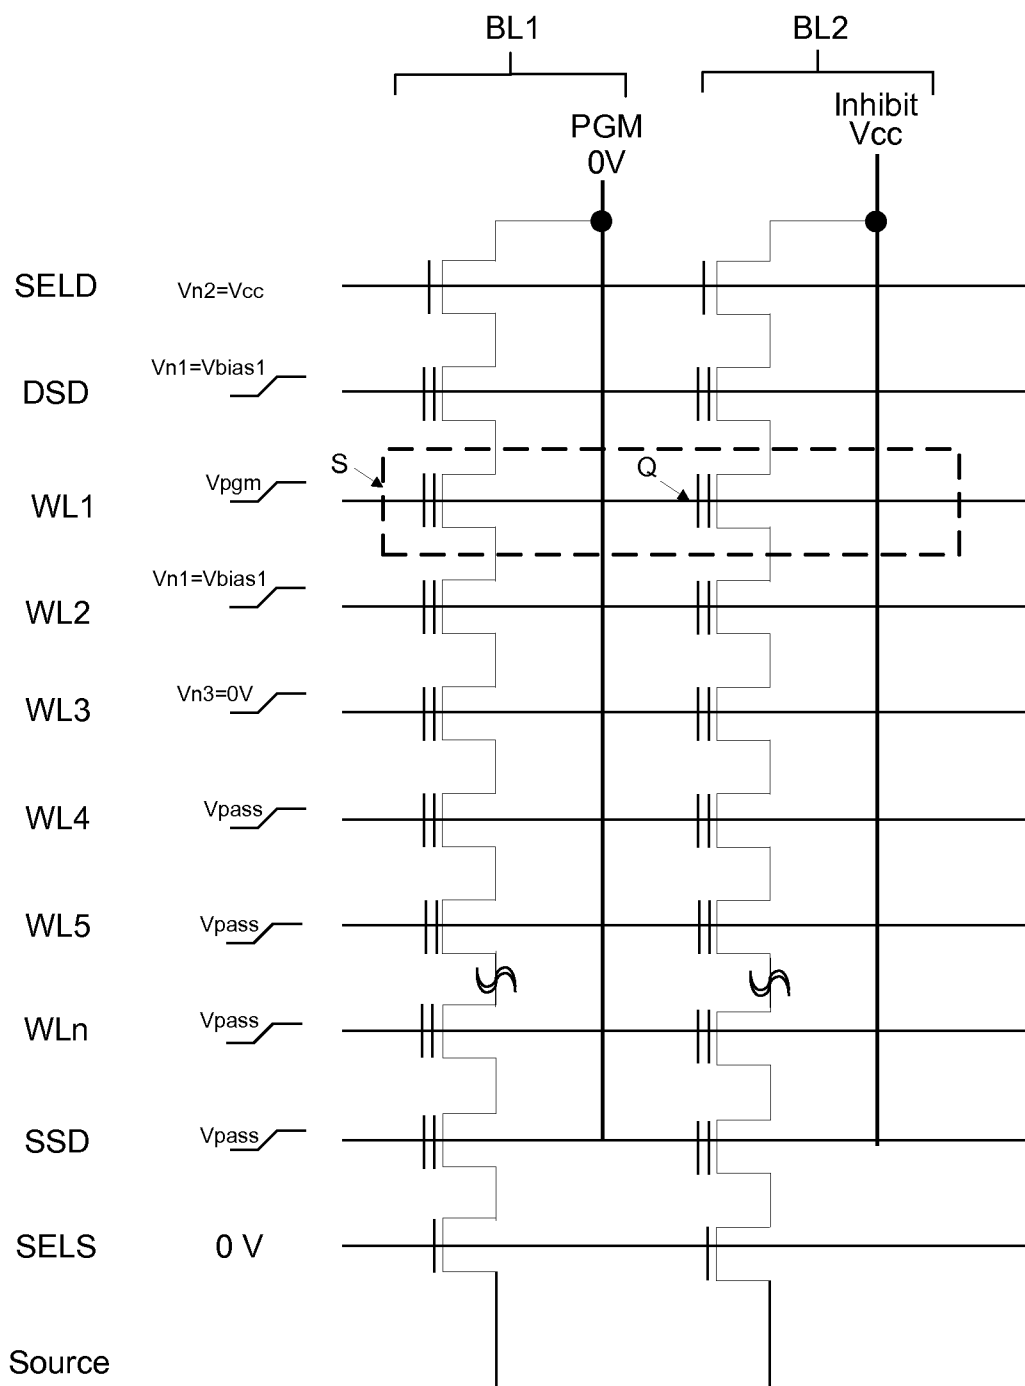 BL1
BL2
PGM
0V
Inhibit
Vcc
SELD
Vn2=Vcc
DSD
Vn1=Vbias1
S
Q
WL1
Vpgm
WL2
Vn1=Vbias1
WL3
Vn3=0V
WL4
Vpass
WL5
Vpass
WLn
Vpass
SSD
Vpass
SELS
0 V
Source